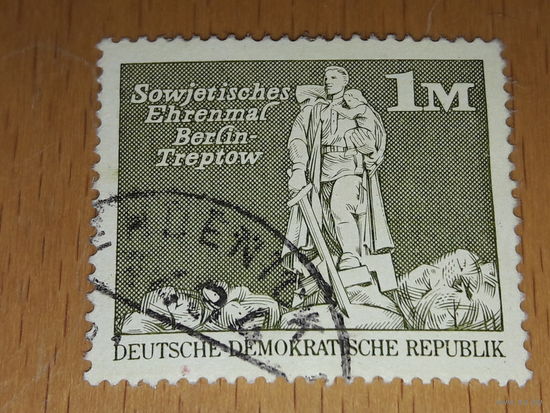 Sowjetisches
Ehrenmal
Berlin-
Treptow
1M
DEUTSCHE DEMOKRATISCHE REPUBLIK